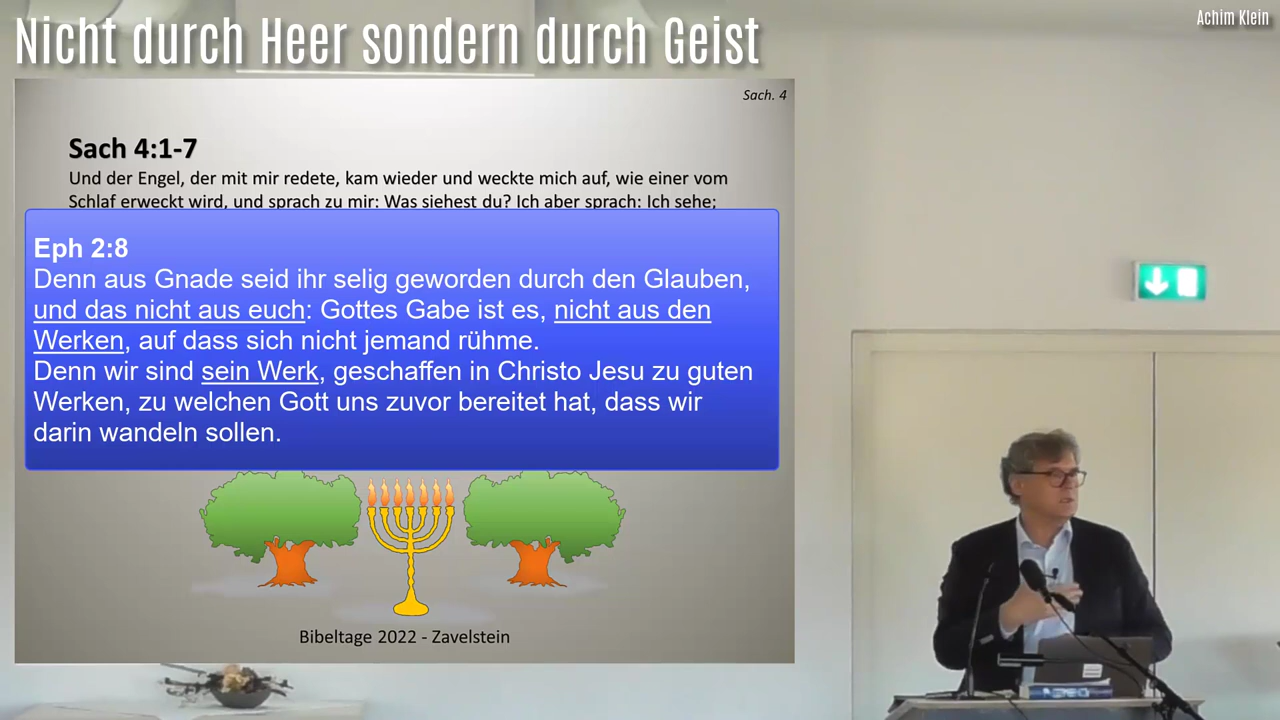 Achim Klein
Nicht durch Heer sondern durch Geist
Sach. 4
Sach 4:1-7
Und der Engel, der mit mir redete, kam wieder und weckte mich auf, wie einer vom
Schlaf erweckt wird, und sprach zu mir: Was siehest du? Ich aber sprach: Ich sehe;
Eph 2:8
Denn aus Gnade seid ihr selig geworden durch den Glauben,
und das nicht aus euch: Gottes Gabe ist es, nicht aus den
Werken, auf dass sich nicht jemand rühme.
Denn wir sind sein Werk, geschaffen in Christo Jesu zu guten
Werken, zu welchen Gott uns zuvor bereitet hat, dass wir
darin wandeln sollen.
Bibeltage 2022 - Zavelstein